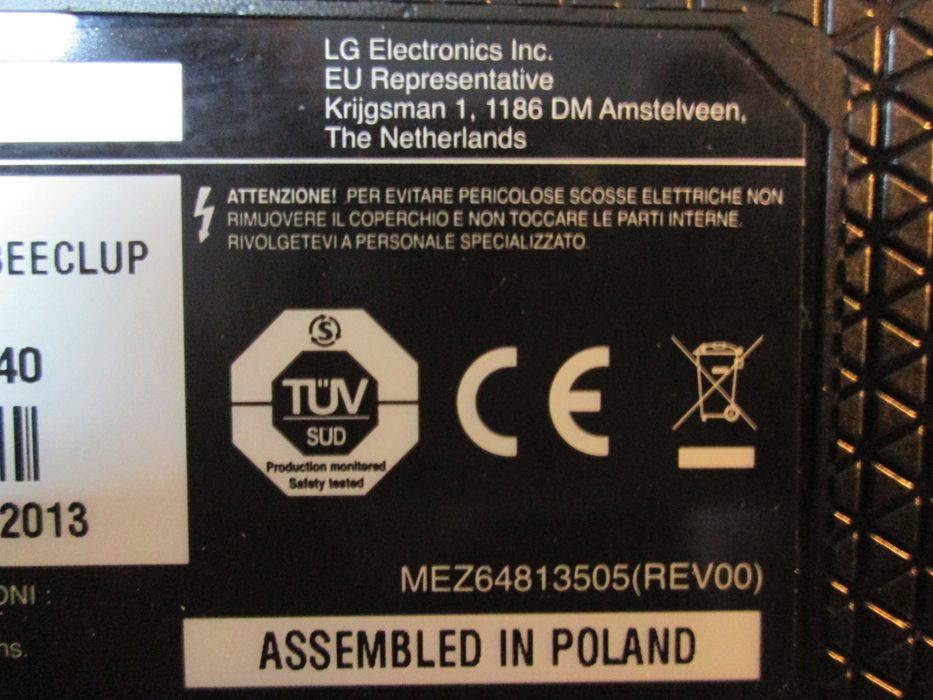 LG Electronics Inc.
EU Representative
Krijgsman 1, 1186 DM Amstelveen,
The Netherlands
ATTENZIONE! PER EVITARE PERICOLOSE SCOSSE ELETTRICHE NON
RIMUOVERE IL COPERCHIO E NON TOCCARE LE PARTI INTERNE.
RIVOLGETEVI A PERSONALE SPECIALIZZATO.
BEECLUP
40
2013
S
TÜV
SÜD
Production monitored
Safety tested
CE
ONI :
ns.
MEZ64813505(REV00)
ASSEMBLED IN POLAND